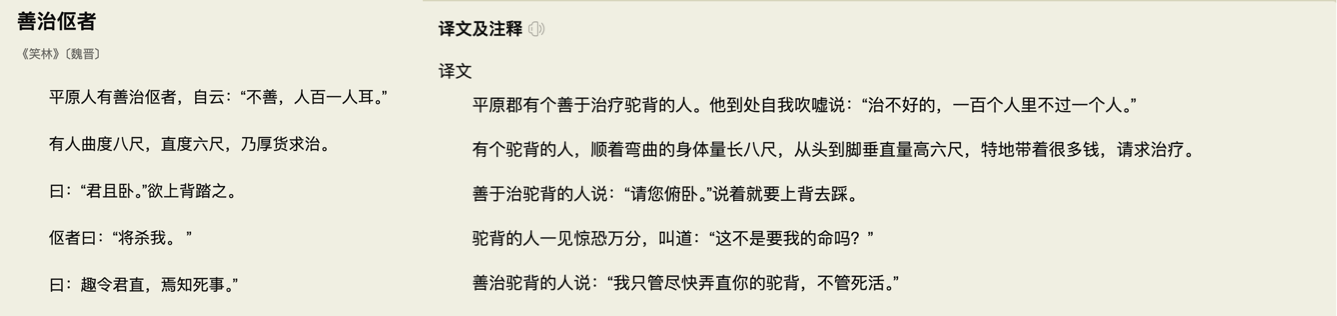 善治伛者
《笑林》〔魏晋〕
平原人有善治伛者，自云：“不善，人百一人耳。”
有人曲度八尺，直度六尺，乃厚货求治。
曰：“君且卧。”欲上背踏之。
伛者曰：“将杀我。 ”
曰：趣令君直，焉知死事。”
译文及注释
译文
平原郡有个善于治疗驼背的人。他到处自我吹嘘说：“治不好的，一百个人里不过一个人。”
有个驼背的人，顺着弯曲的身体量长八尺，从头到脚垂直量高六尺，特地带着很多钱，请求治疗。
善于治驼背的人说：“请您俯卧。”说着就要上背去踩。
驼背的人一见惊恐万分，叫道：“这不是要我的命吗？”
善治驼背的人说：“我只管尽快弄直你的驼背，不管死活。”